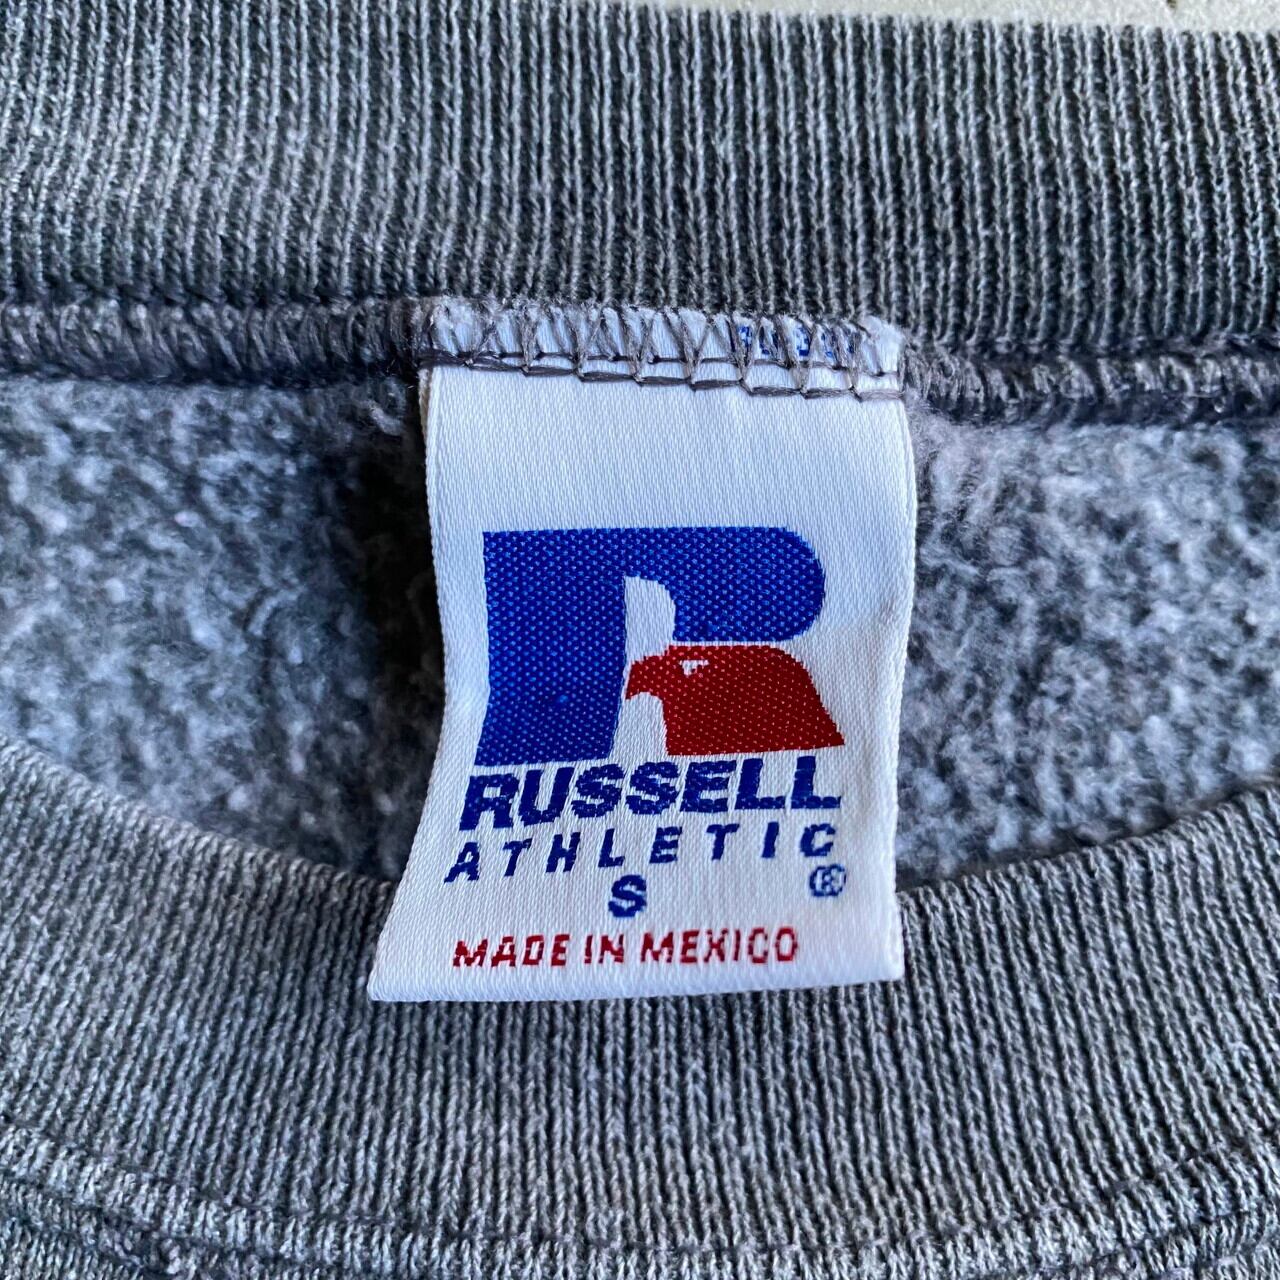 RUSSELL
ATHLETIC
S ®
MADE IN MEXICO